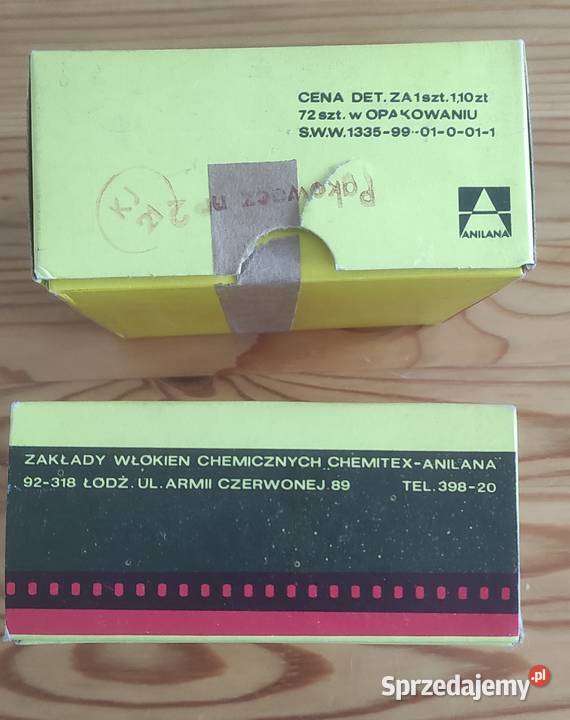 CENA DET. ZA 1 szt. 1,10 zł
72 szt. w OPAKOWANIU
S.W.W. 1335-99-01-0-01-1
Pakowacz nr 2
ANILANA
ZAKŁADY WŁÓKIEN CHEMICZNYCH „CHEMITEX-ANILANA"
92-318 ŁÓDŹ. UL. ARMII CZERWONEJ 89 TEL. 398-20
Sprzedajemy.pl